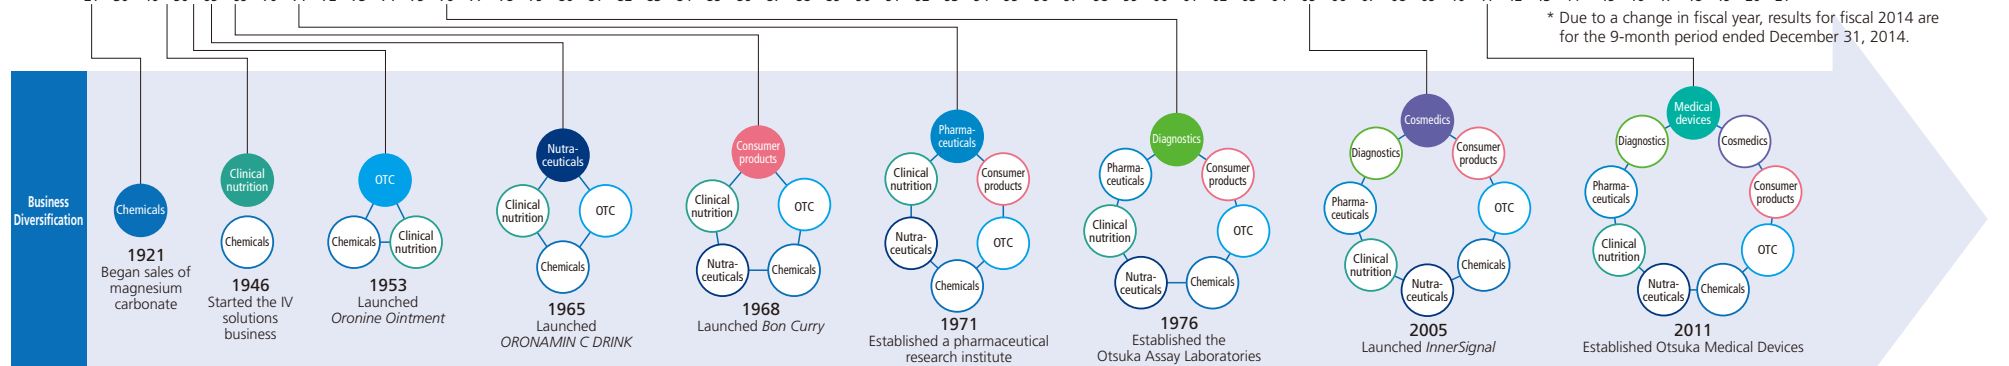 * Due to a change in fiscal year, results for fiscal 2014 are
for the 9-month period ended December 31, 2014.
Business
Diversification
Chemicals
1921
Began sales of
magnesium
carbonate
Clinical
nutrition
Chemicals
1946
Started the IV
solutions
business
OTC
Chemicals
Clinical
nutrition
1953
Launched
Oronine Ointment
Nutra-
ceuticals
Clinical
nutrition
OTC
Chemicals
1965
Launched
ORONAMIN C DRINK
Consumer
products
Clinical
nutrition
OTC
Nutra-
ceuticals
Chemicals
1968
Launched Bon Curry
Pharma-
ceuticals
Clinical
nutrition
Consumer
products
Nutra-
ceuticals
OTC
Chemicals
1971
Established a pharmaceutical
research institute
Diagnostics
Pharma-
ceuticals
Consumer
products
Clinical
nutrition
OTC
Nutra-
ceuticals
Chemicals
1976
Established the
Otsuka Assay Laboratories
Cosmedics
Diagnostics
Consumer
products
Pharma-
ceuticals
OTC
Clinical
nutrition
Chemicals
Nutra-
ceuticals
2005
Launched InnerSignal
Medical
devices
Diagnostics
Cosmedics
Pharma-
ceuticals
Consumer
products
Clinical
nutrition
OTC
Nutra-
ceuticals
Chemicals
2011
Established Otsuka Medical Devices